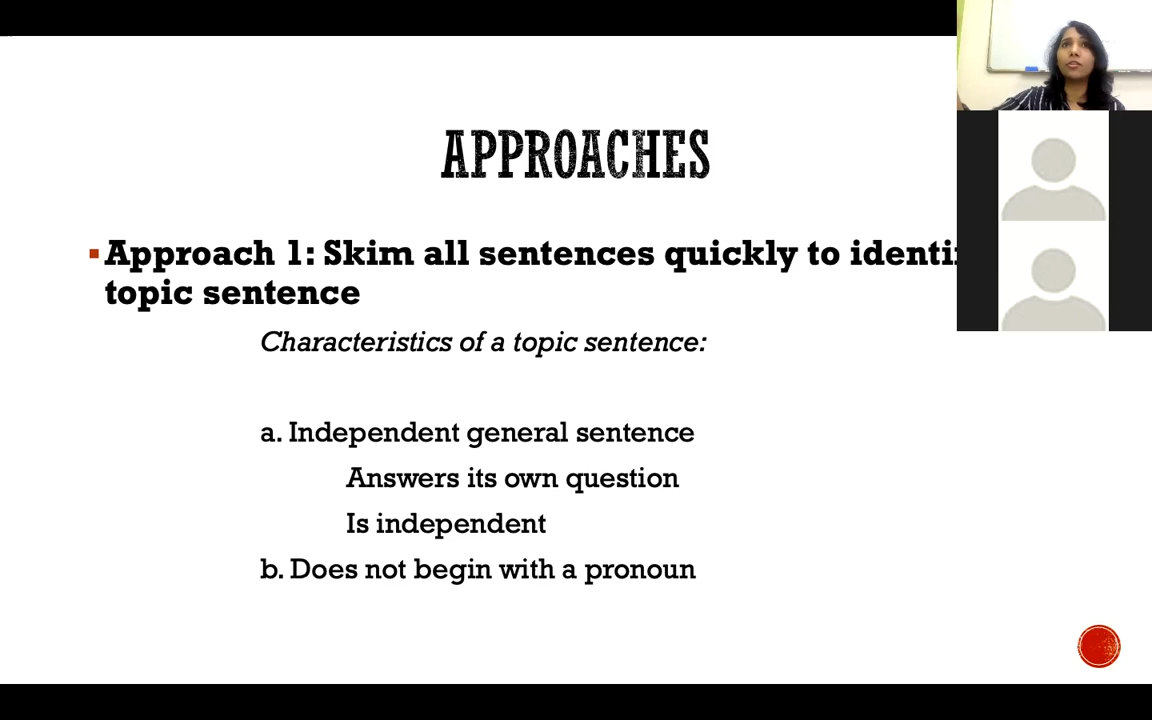 APPROACHES
Approach 1: Skim all sentences quickly to
topic sentence
Characteristics of a topic sentence:
a. Independent general sentence
Answers its own question
Is independent
b. Does not begin with a pronoun